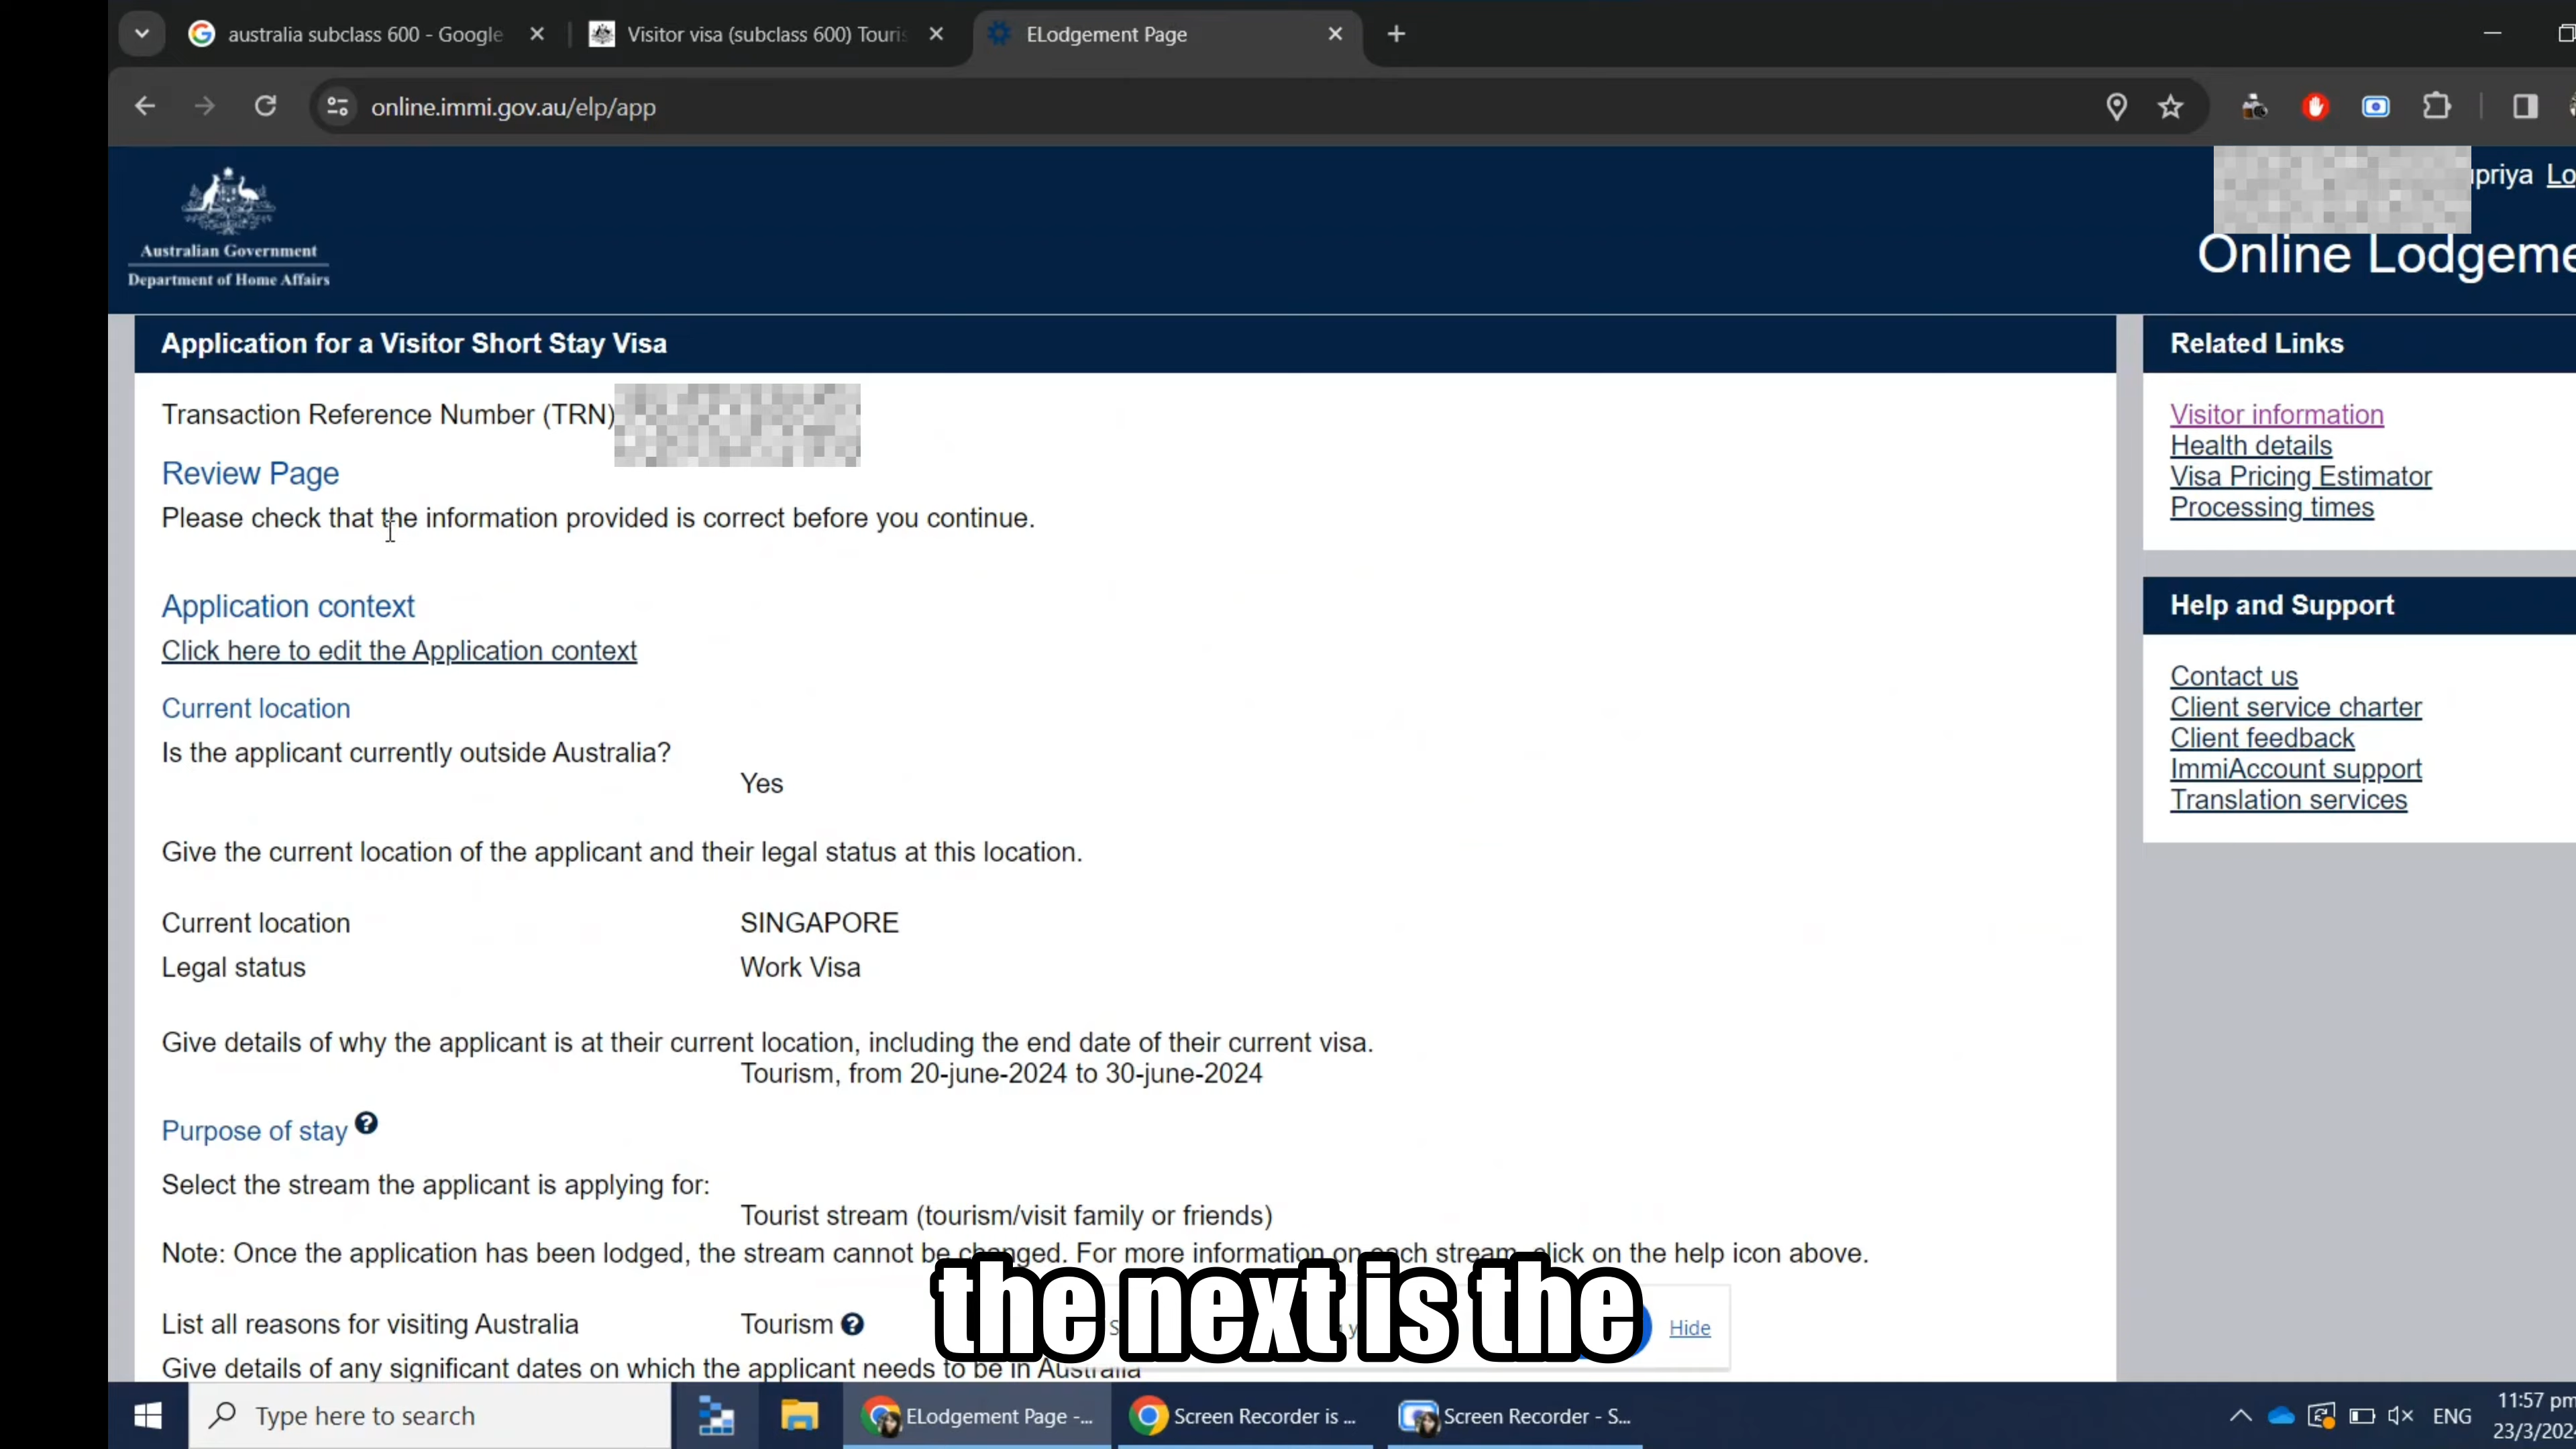 australia subclass 600 - Google
Visitor visa (subclass 600) Touris
ELodgement Page
online.immi.gov.au/elp/app
Australian Government
Department of Home Affairs
upriya Lo
Online Lodgeme
Application for a Visitor Short Stay Visa
Transaction Reference Number (TRN)
Review Page
Please check that the information provided is correct before you continue.
Application context
Click here to edit the Application context
Current location
Is the applicant currently outside Australia?
Yes
Give the current location of the applicant and their legal status at this location.
Current location SINGAPORE
Legal status Work Visa
Give details of why the applicant is at their current location, including the end date of their current visa.
Tourism, from 20-june-2024 to 30-june-2024
Purpose of stay
Select the stream the applicant is applying for:
Tourist stream (tourism/visit family or friends)
Note: Once the application has been lodged, the stream cannot be changed. For more information on each stream, click on the help icon above.
List all reasons for visiting Australia Tourism
Hide
Give details of any significant dates on which the applicant needs to be in Australia
the next is the
Related Links
Visitor information
Health details
Visa Pricing Estimator
Processing times
Help and Support
Contact us
Client service charter
Client feedback
ImmiAccount support
Translation services
Type here to search
ELodgement Page -...
Screen Recorder is ...
Screen Recorder - S...
ENG
11:57 pm
23/3/202